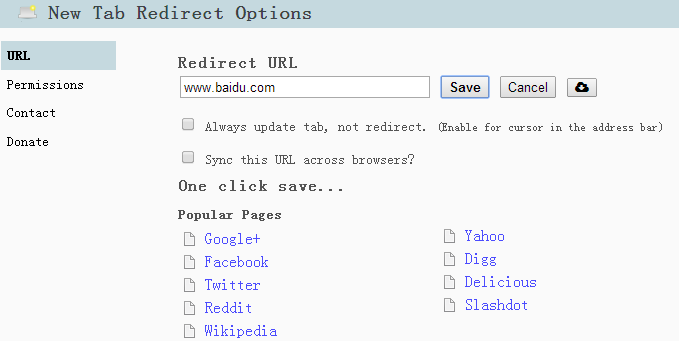 New Tab Redirect Options
URL
Permissions
Contact
Donate
Redirect URL
www.baidu.com Save Cancel
Always update tab, not redirect. (Enable for cursor in the address bar)
Sync this URL across browsers?
One click save...
Popular Pages
Google+
Facebook
Twitter
Reddit
Wikipedia
Yahoo
Digg
Delicious
Slashdot